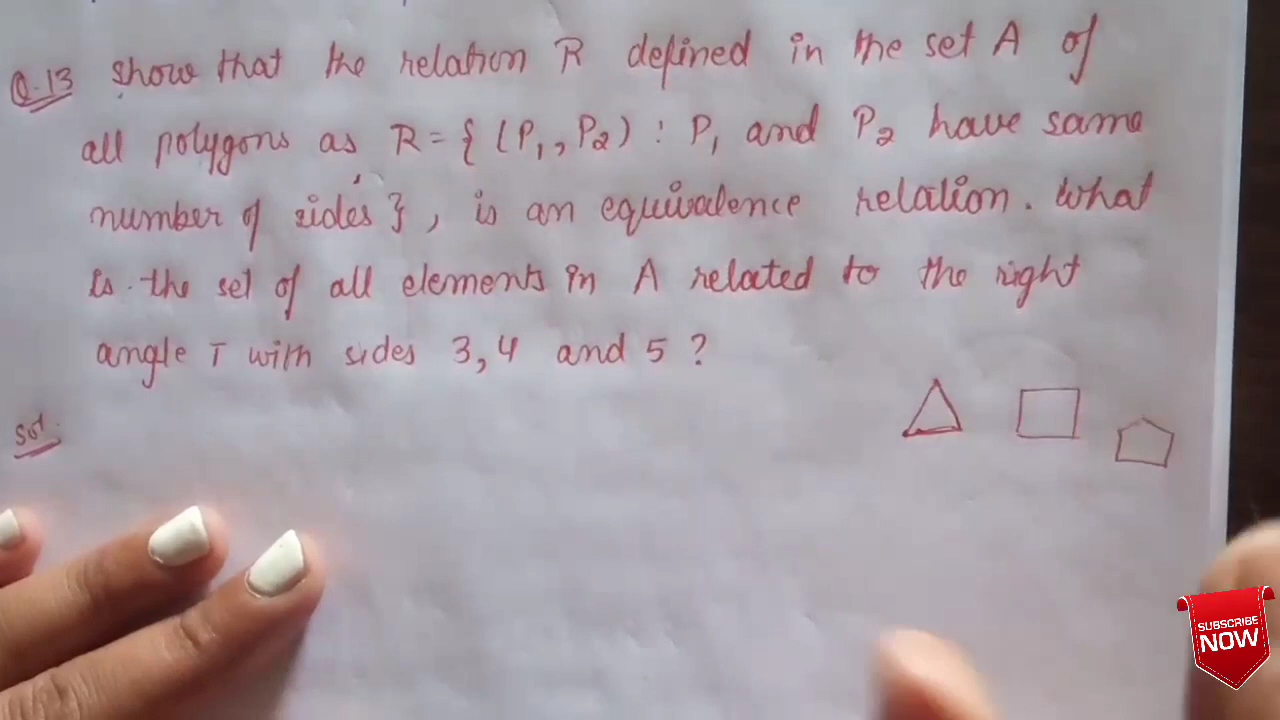 Q.13 show that the relation R defined in the set A of
all polygons as R = { (P1, P2) : P1 and P2 have same
number of sides }, is an equivalence relation. What
is the set of all elements in A related to the right
angle T with sides 3, 4 and 5 ?
Sol.
SUBSCRIBE
NOW